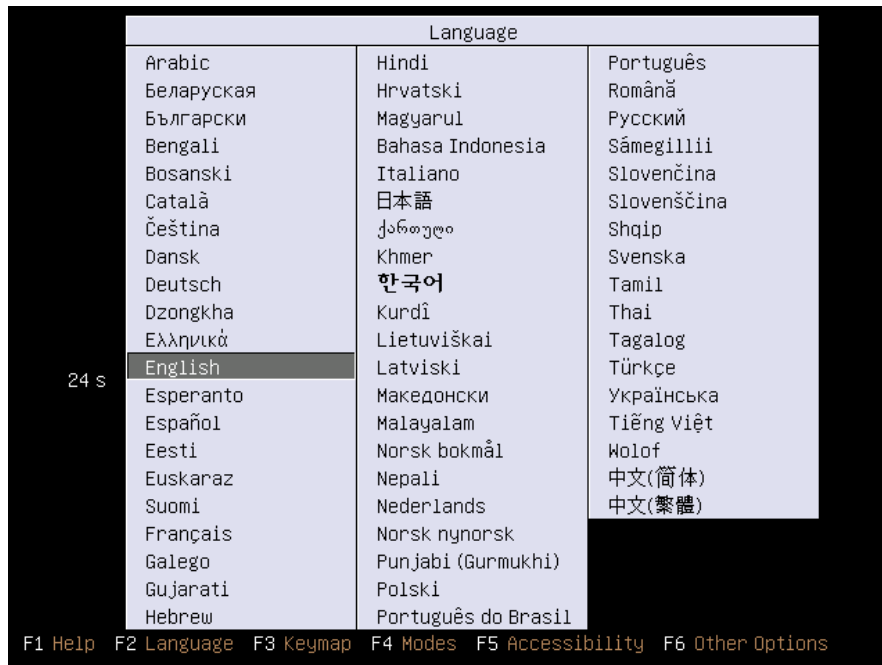 Language
Arabic
Беларуская
Български
Bengali
Bosanski
Català
Čeština
Dansk
Deutsch
Dzongkha
Ελληνικά
English
Esperanto
Español
Eesti
Euskaraz
Suomi
Français
Galego
Gujarati
Hebrew
Hindi
Hrvatski
Magyarul
Bahasa Indonesia
Italiano
日本語
ქართული
Khmer
한국어
Kurdî
Lietuviškai
Latviski
Македонски
Malayalam
Norsk bokmål
Nepali
Nederlands
Norsk nynorsk
Punjabi (Gurmukhi)
Polski
Português do Brasil
Português
Română
Русский
Sámegillii
Slovenčina
Slovenščina
Shqip
Svenska
Tamil
Thai
Tagalog
Türkçe
Українська
Tiếng Việt
Wolof
中文(简体)
中文(繁體)
24 s
F1 Help F2 Language F3 Keymap F4 Modes F5 Accessibility F6 Other Options